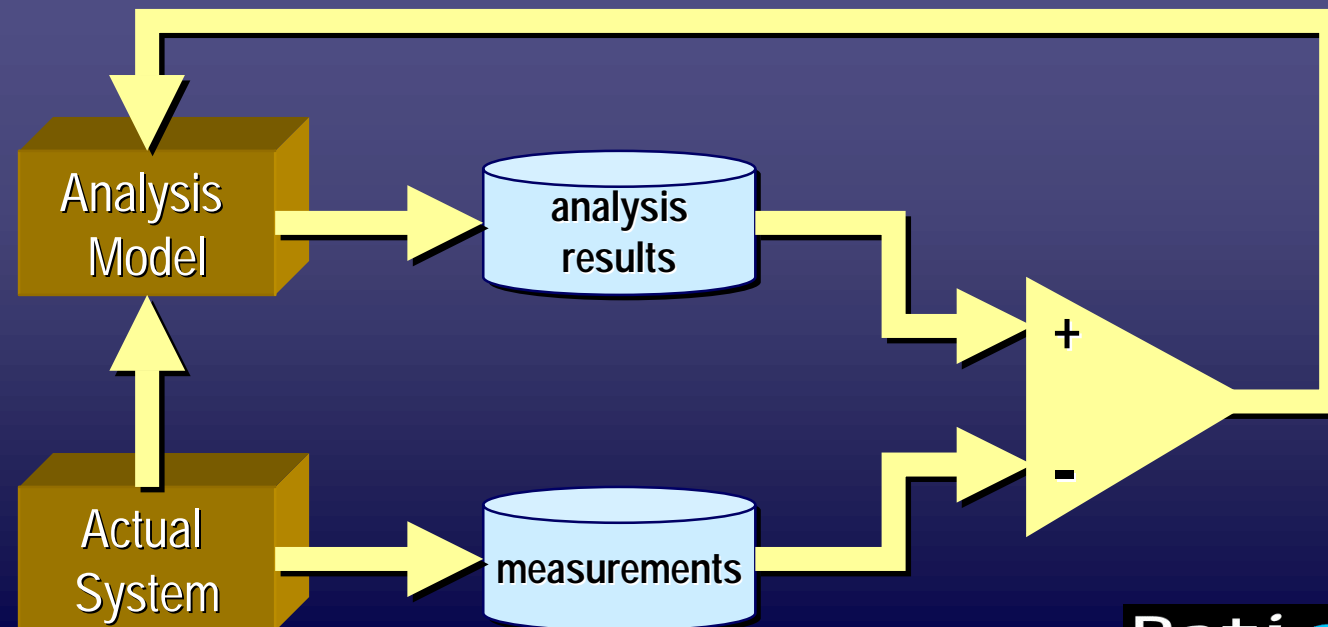 Analysis
Model
analysis
results
+
-
Actual
System
measurements